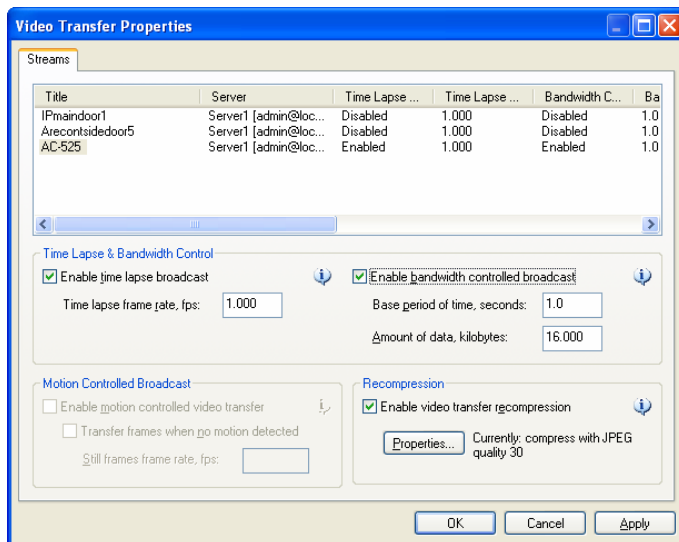 Video Transfer Properties
Streams
Title Server Time Lapse ... Time Lapse ... Bandwidth C... Ba
IPmaindoor1 Server1 [admin@loc... Disabled 1.000 Disabled 1.0
Arecontsidedoor5 Server1 [admin@loc... Disabled 1.000 Disabled 1.0
AC-525 Server1 [admin@loc... Enabled 1.000 Enabled 1.0
Time Lapse & Bandwidth Control
Enable time lapse broadcast Enable bandwidth controlled broadcast
Time lapse frame rate, fps: 1.000 Base period of time, seconds: 1.0
Amount of data, kilobytes: 16.000
Motion Controlled Broadcast Recompression
Enable motion controlled video transfer Enable video transfer recompression
Transfer frames when no motion detected Properties... Currently: compress with JPEG
quality 30
Still frames frame rate, fps:
OK Cancel Apply